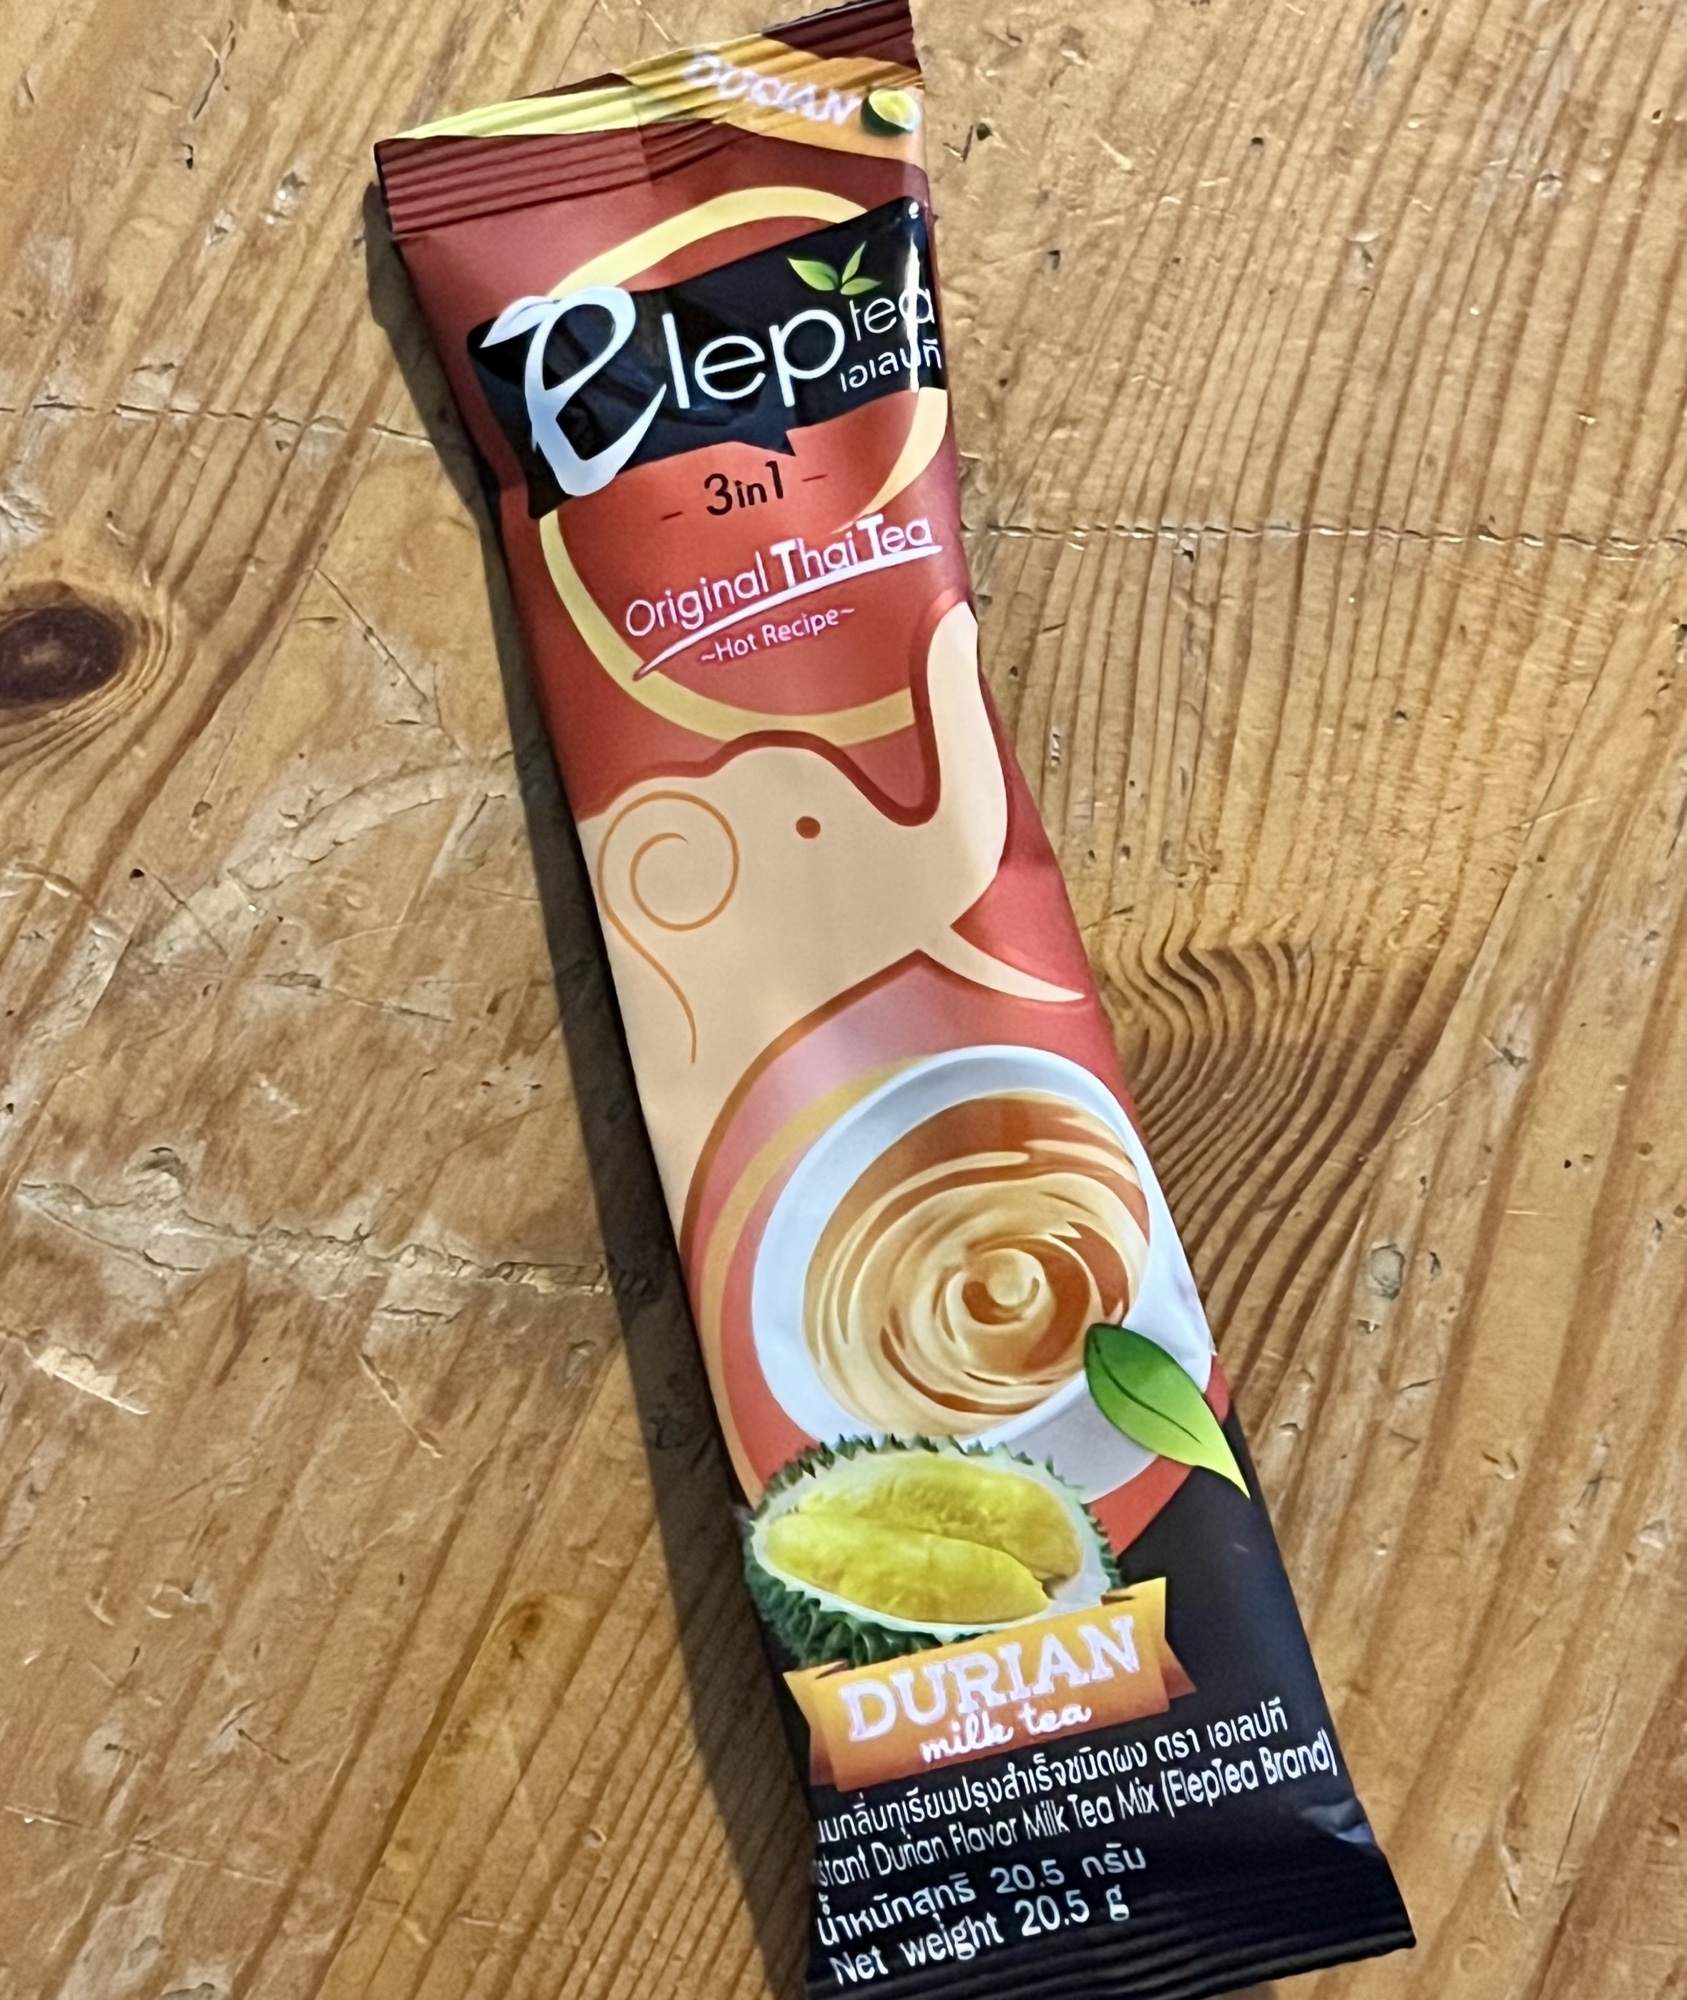 DURIAN
eleptea
เอเลปที
- 3in1 -
Original Thai Tea
~Hot Recipe~
DURIAN
milk tea
นมกลิ่นทุเรียนปรุงสำเร็จชนิดผง ตรา เอเลปที
Durian Flavor Milk Tea Mix (ElepTea Brand)
น้ำหนักสุทธิ 20.5 กรัม
Net weight 20.5 g